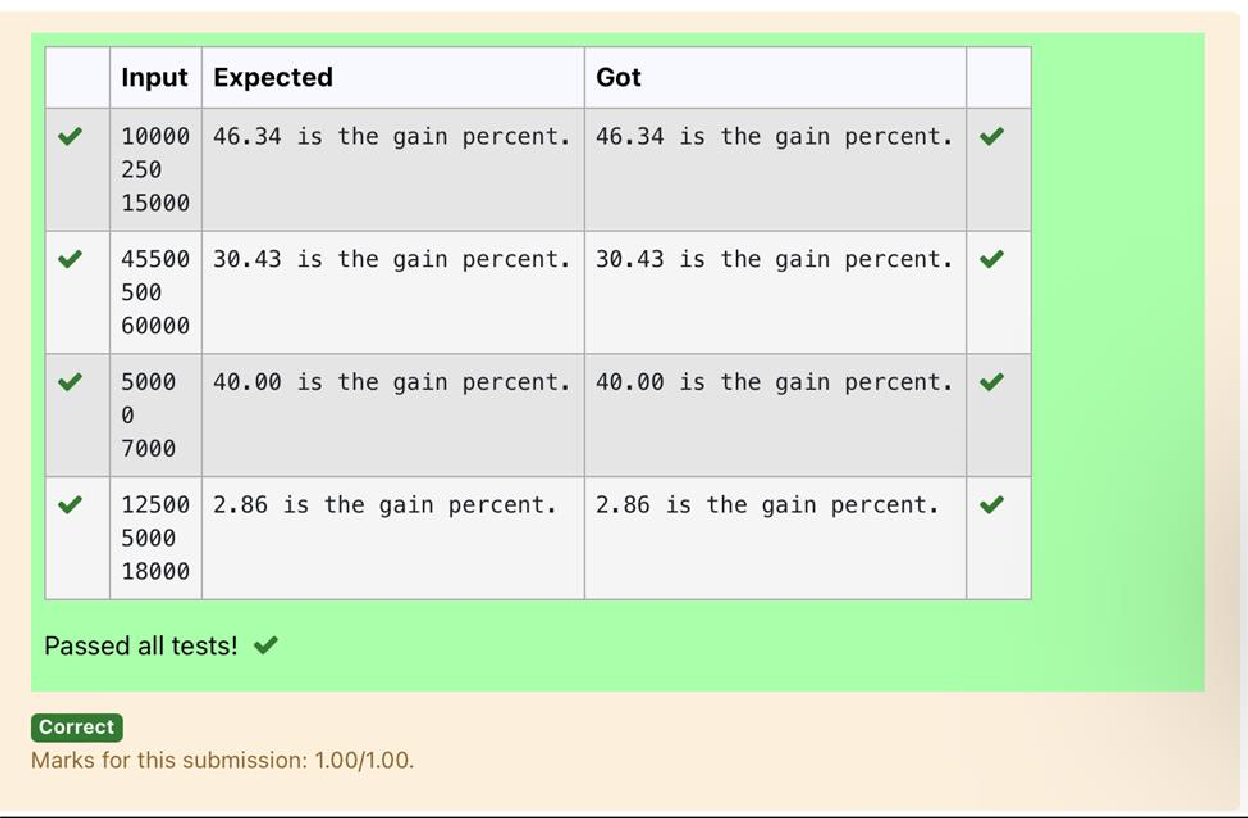 Input Expected Got
10000 46.34 is the gain percent. 46.34 is the gain percent.
250
15000
45500 30.43 is the gain percent. 30.43 is the gain percent.
500
60000
5000 40.00 is the gain percent. 40.00 is the gain percent.
0
7000
12500 2.86 is the gain percent. 2.86 is the gain percent.
5000
18000
Passed all tests!
Correct
Marks for this submission: 1.00/1.00.